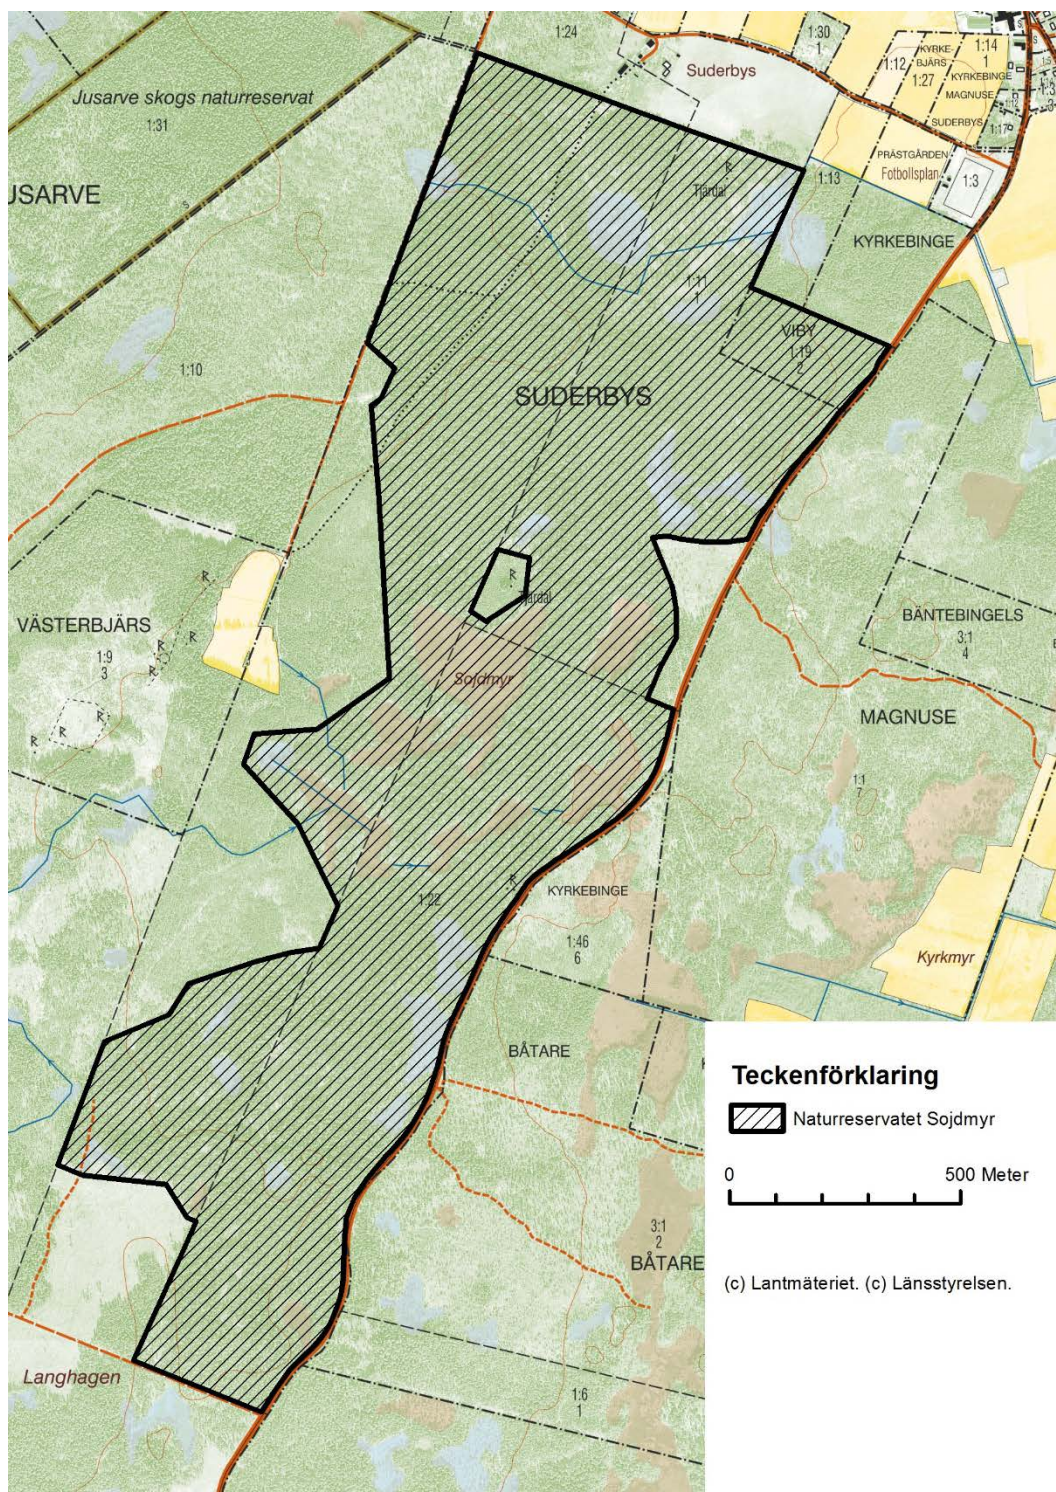 1:24
1:30
1
KYRKE-
BJÄRS
1:27
1:12
1:14
1
KYRKEBINGE
MAGNUSE
SUDERBYS
1:17
Suderbys
Jusarve skogs naturreservat
1:31
PRÄSTGÅRDEN
Fotbollsplan
1:3
1:13
Tjärdal
JSARVE
KYRKEBINGE
1:11
1
VIBY
1:19
2
1:10
SUDERBYS
R
Tjärdal
VÄSTERBJÄRS
1:9
3
BÄNTEBINGELS
3:1
4
Sojdmyr
MAGNUSE
1:1
7
1:22
KYRKEBINGE
1:46
6
Kyrkmyr
BÅTARE
Teckenförklaring
Naturreservatet Sojdmyr
0 500 Meter
3:1
2
BÅTARE
(c) Lantmäteriet. (c) Länsstyrelsen.
Langhagen
1:6
1